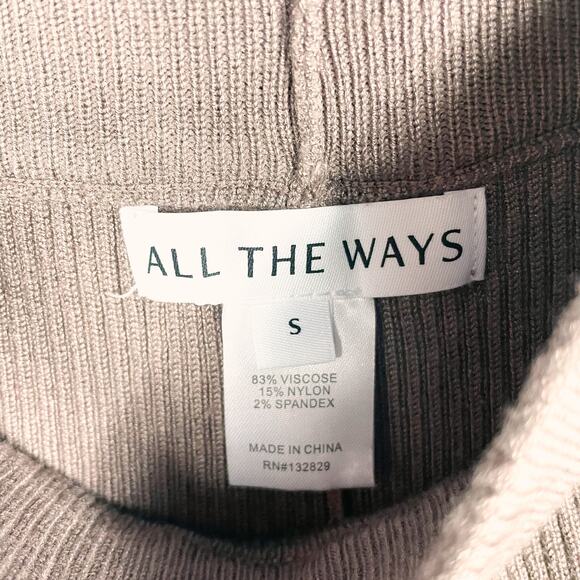 ALL THE WAYS
S
83% VISCOSE
15% NYLON
2% SPANDEX
MADE IN CHINA
RN#132829